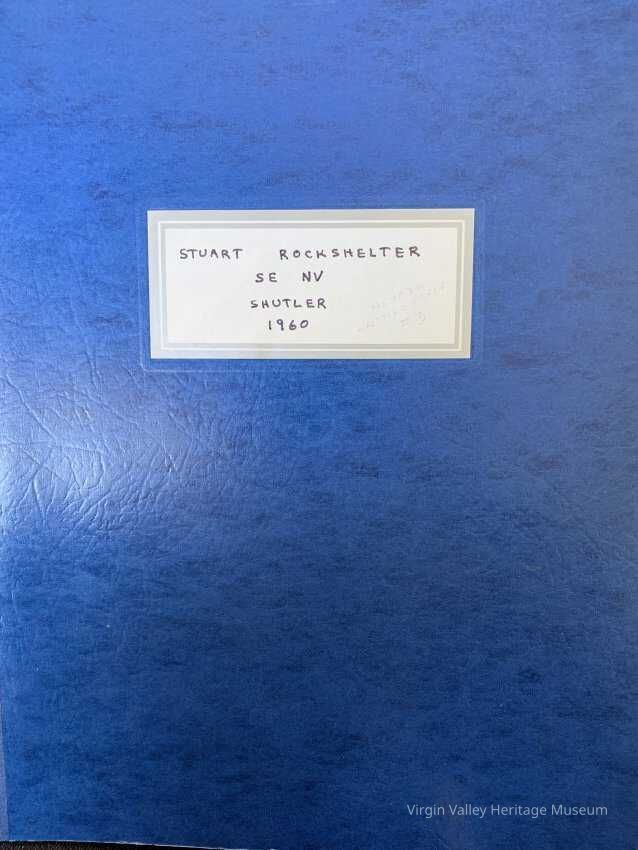 STUART ROCKSHELTER
SE NV
SHUTLER
1960
Virgin Valley Heritage Museum